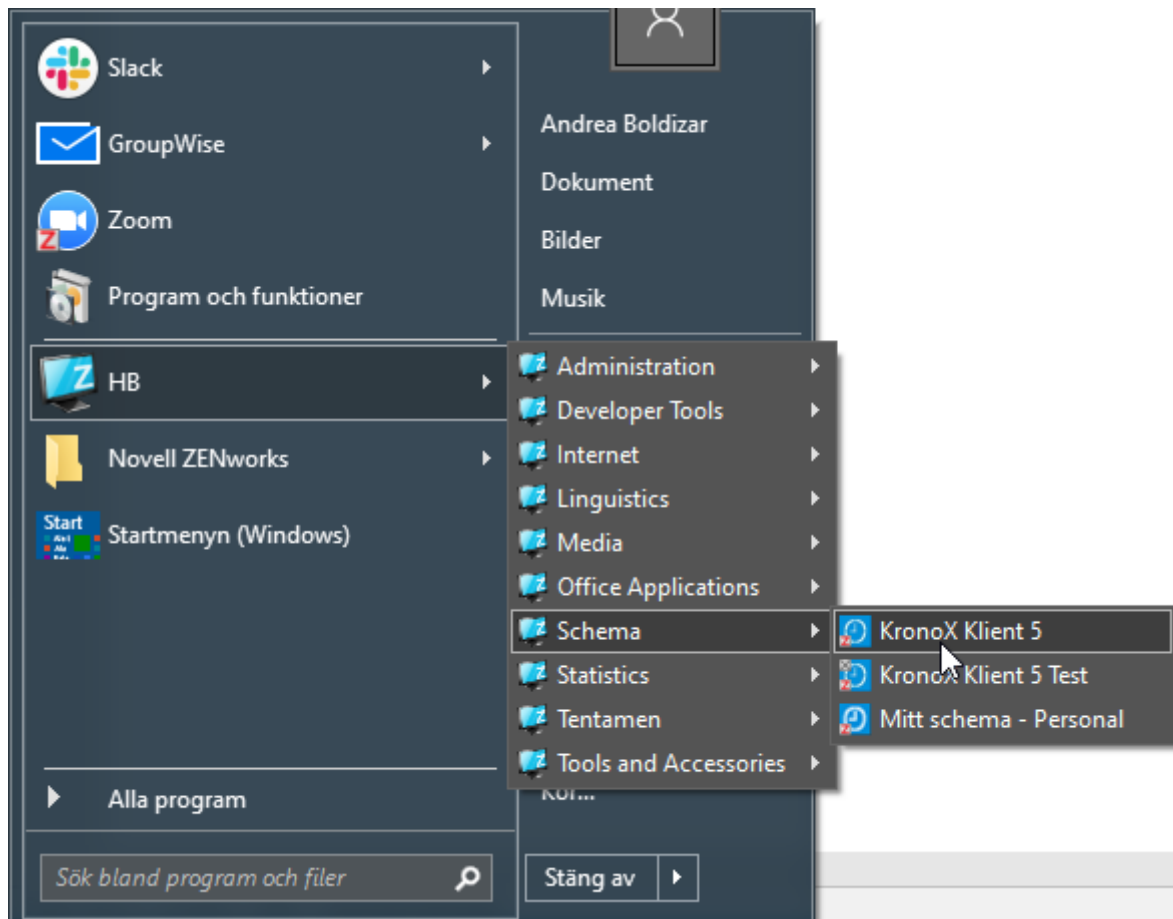 Slack
GroupWise
Zoom
Program och funktioner
HB
Novell ZENworks
Start
Startmenyn (Windows)
Alla program
Sök bland program och filer
Andrea Boldizar
Dokument
Bilder
Musik
Administration
Developer Tools
Internet
Linguistics
Media
Office Applications
Schema
Statistics
Tentamen
Tools and Accessories
KronoX Klient 5
KronoX Klient 5 Test
Mitt schema - Personal
Kör...
Stäng av